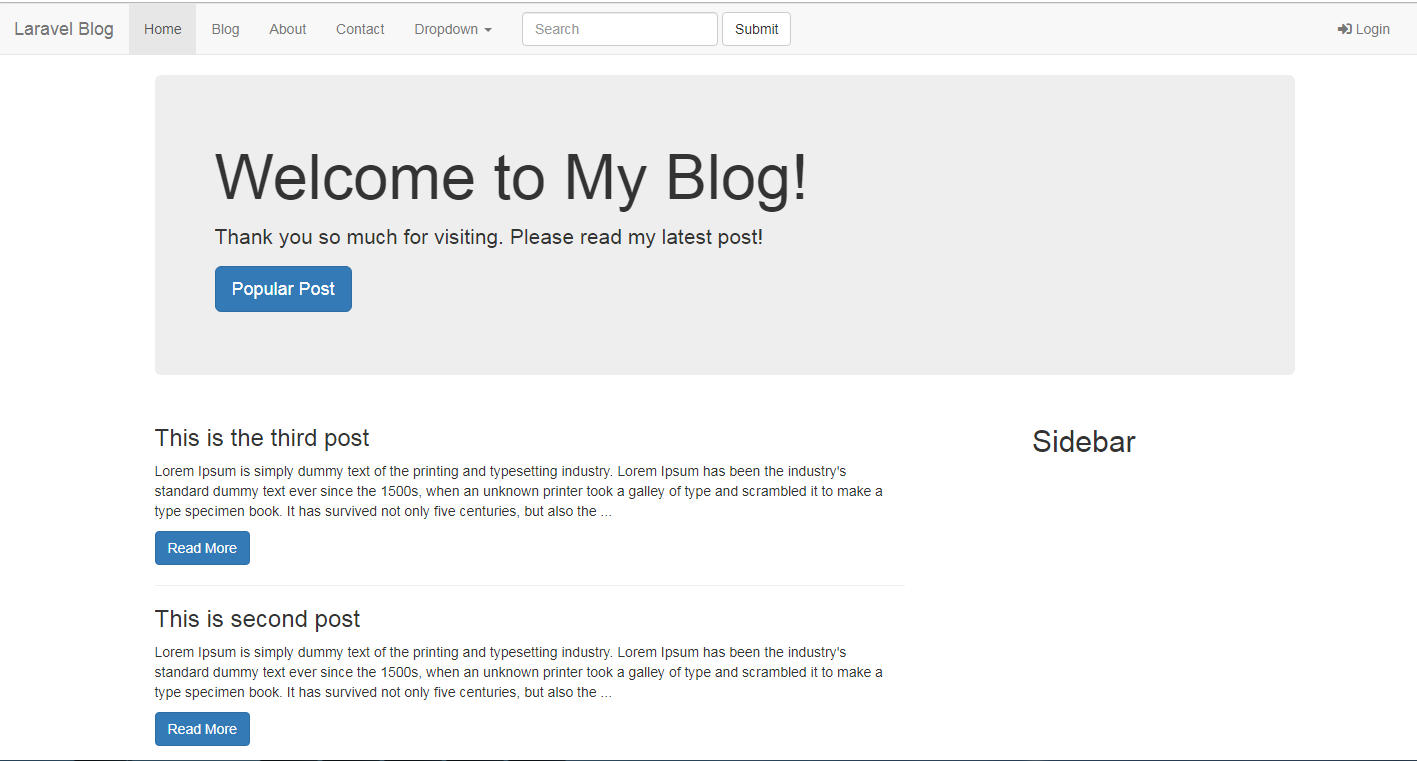 Laravel Blog Home Blog About Contact Dropdown Search Submit Login
Welcome to My Blog!
Thank you so much for visiting. Please read my latest post!
Popular Post
This is the third post
Lorem Ipsum is simply dummy text of the printing and typesetting industry. Lorem Ipsum has been the industry's
standard dummy text ever since the 1500s, when an unknown printer took a galley of type and scrambled it to make a
type specimen book. It has survived not only five centuries, but also the ...
Read More
This is second post
Lorem Ipsum is simply dummy text of the printing and typesetting industry. Lorem Ipsum has been the industry's
standard dummy text ever since the 1500s, when an unknown printer took a galley of type and scrambled it to make a
type specimen book. It has survived not only five centuries, but also the ...
Read More
Sidebar